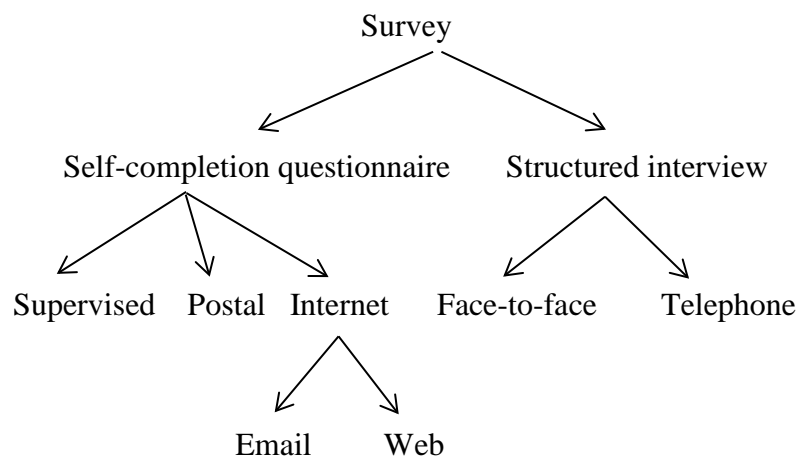 Survey
Self-completion questionnaire Structured interview
Supervised Postal Internet Face-to-face Telephone
Email Web